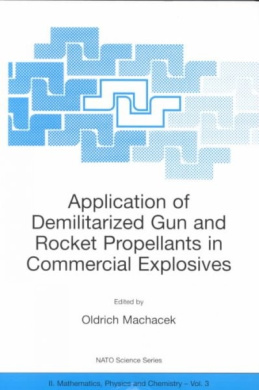 Application of
Demilitarized Gun and
Rocket Propellants in
Commercial Explosives
Edited by
Oldrich Machacek
NATO Science Series
II. Mathematics, Physics and Chemistry – Vol. 3